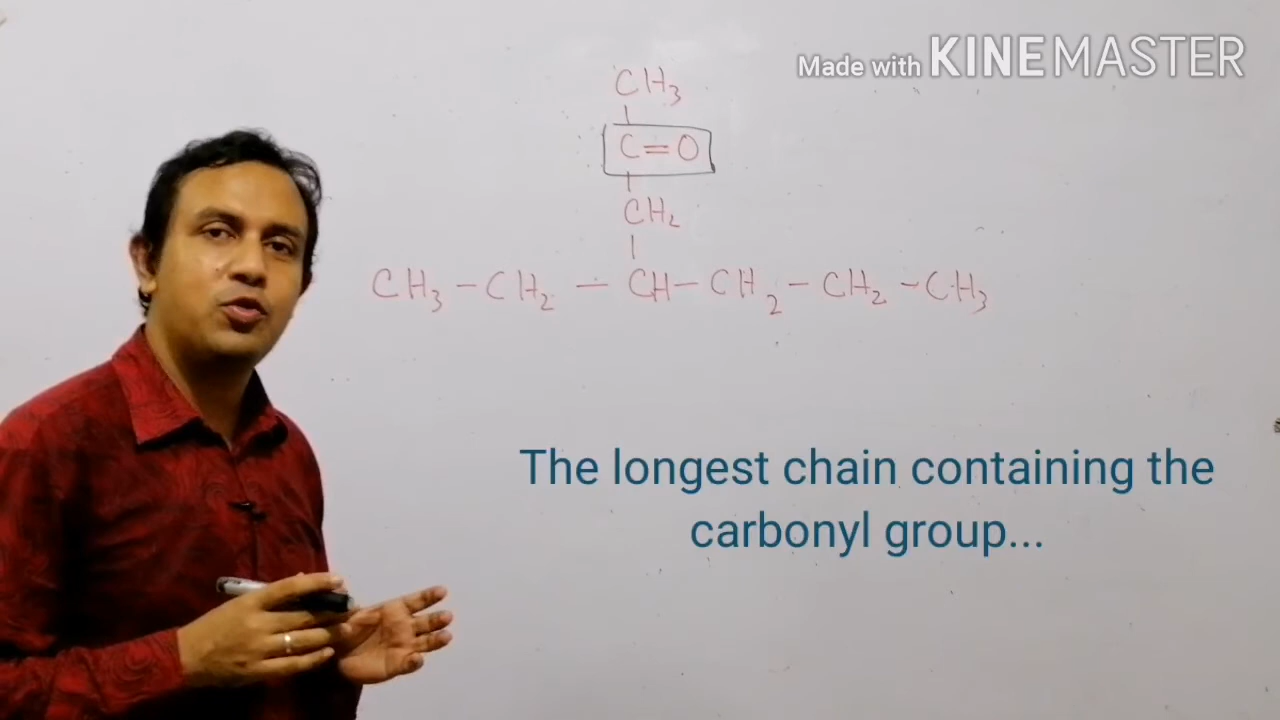 Made with KINEMASTER
CH₃
C=O
CH₂
CH₃-CH₂-CH-CH₂-CH₂-CH₃
The longest chain containing the
carbonyl group...